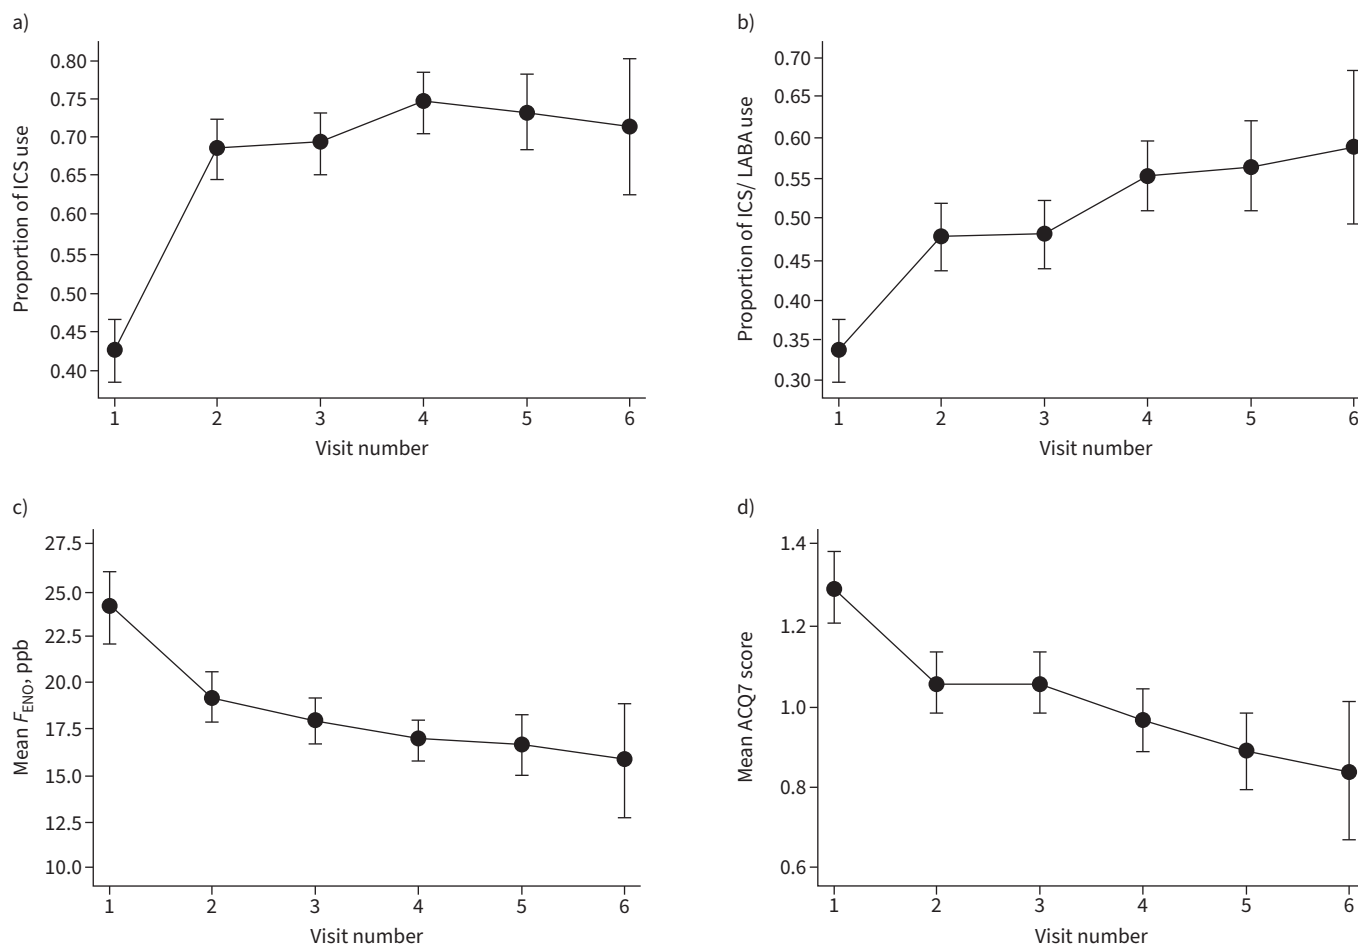 a)
Proportion of ICS use
0.80
0.75
0.70
0.65
0.60
0.55
0.50
0.45
0.40
1 2 3 4 5 6
Visit number
b)
Proportion of ICS/ LABA use
0.70
0.65
0.60
0.55
0.50
0.45
0.40
0.35
0.30
1 2 3 4 5 6
Visit number
c)
Mean FENO, ppb
27.5
25.0
22.5
20.0
17.5
15.0
12.5
10.0
1 2 3 4 5 6
Visit number
d)
Mean ACQ7 score
1.4
1.2
1.0
0.8
0.6
1 2 3 4 5 6
Visit number